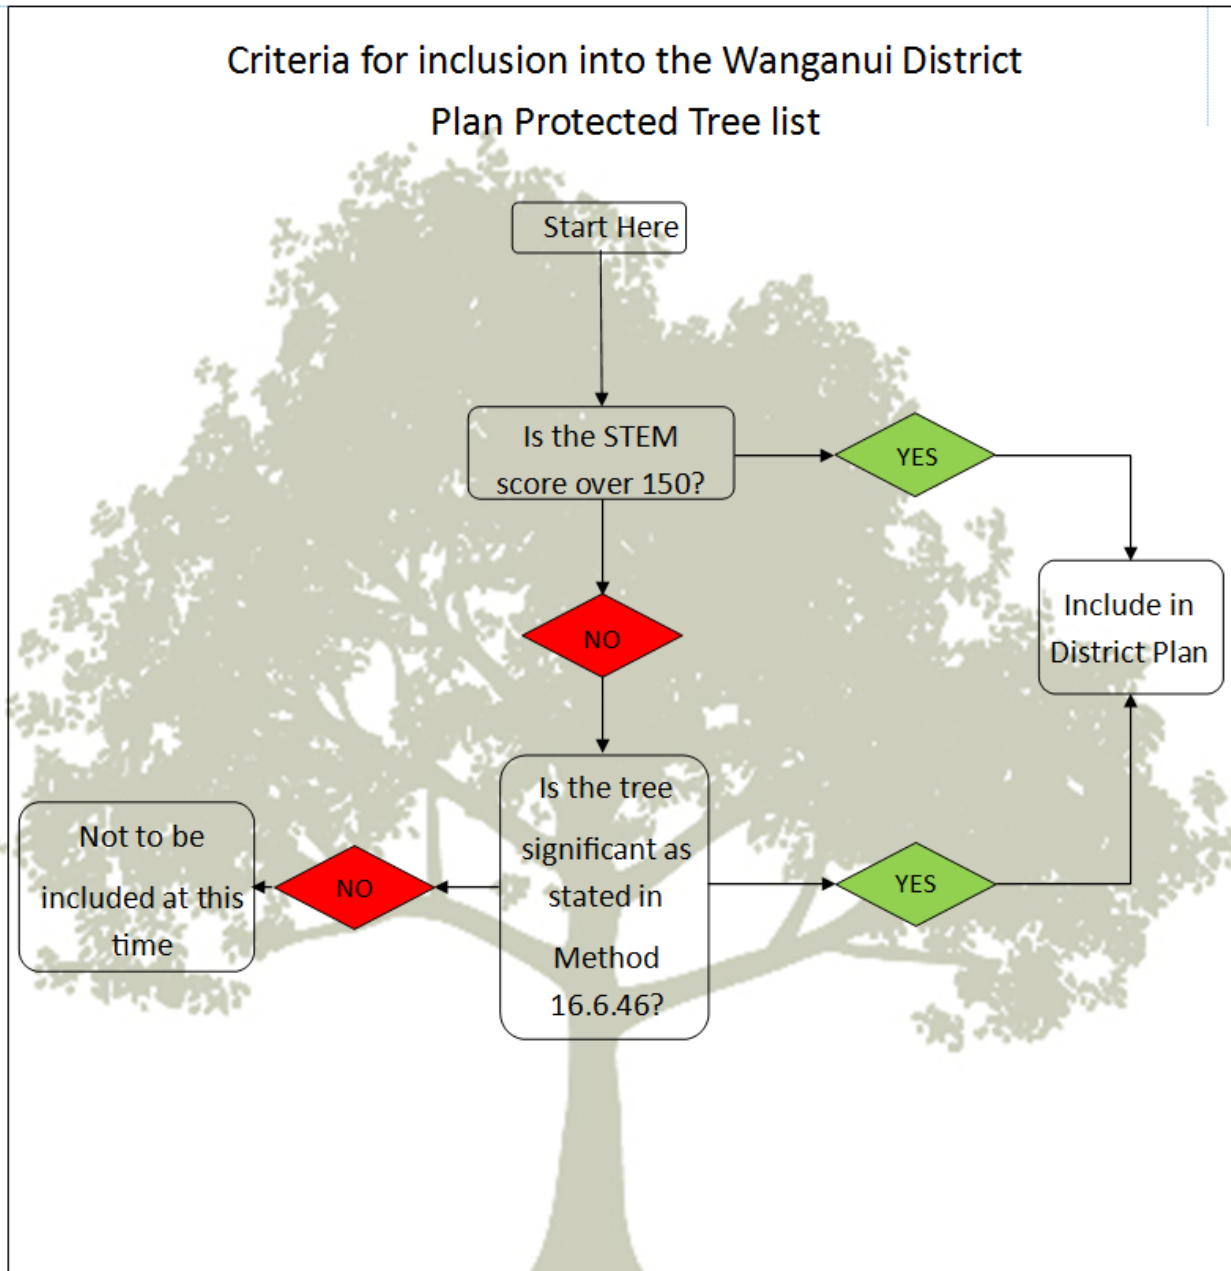 Criteria for inclusion into the Wanganui District
Plan Protected Tree list
Start Here
Is the STEM
score over 150?
YES
NO
Include in
District Plan
Is the tree
significant as
stated in
Method
16.6.46?
YES
NO
Not to be
included at this
time